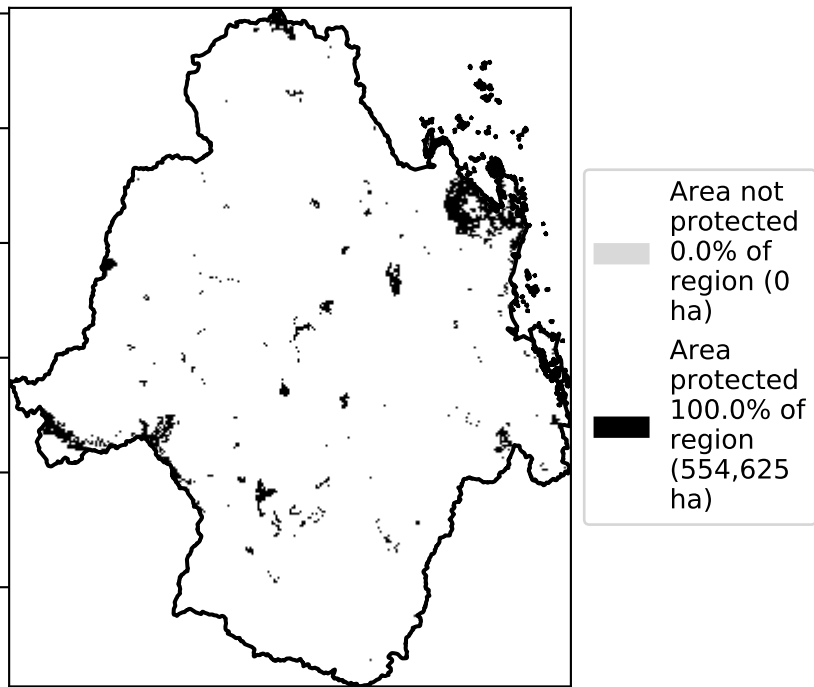 Area not
protected
0.0% of
region (0
ha)
Area
protected
100.0% of
region
(554,625
ha)